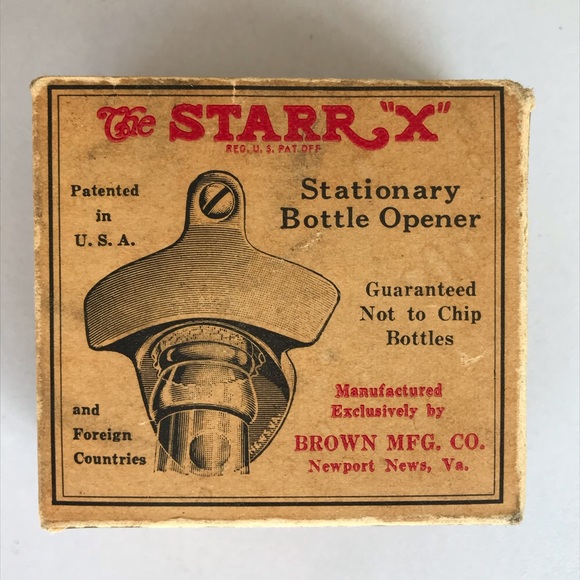 The STARR "X"
REG. U. S. PAT. OFF
Patented
in
U. S. A.
Stationary
Bottle Opener
Guaranteed
Not to Chip
Bottles
and
Foreign
Countries
Manufactured
Exclusively by
BROWN MFG. CO.
Newport News, Va.